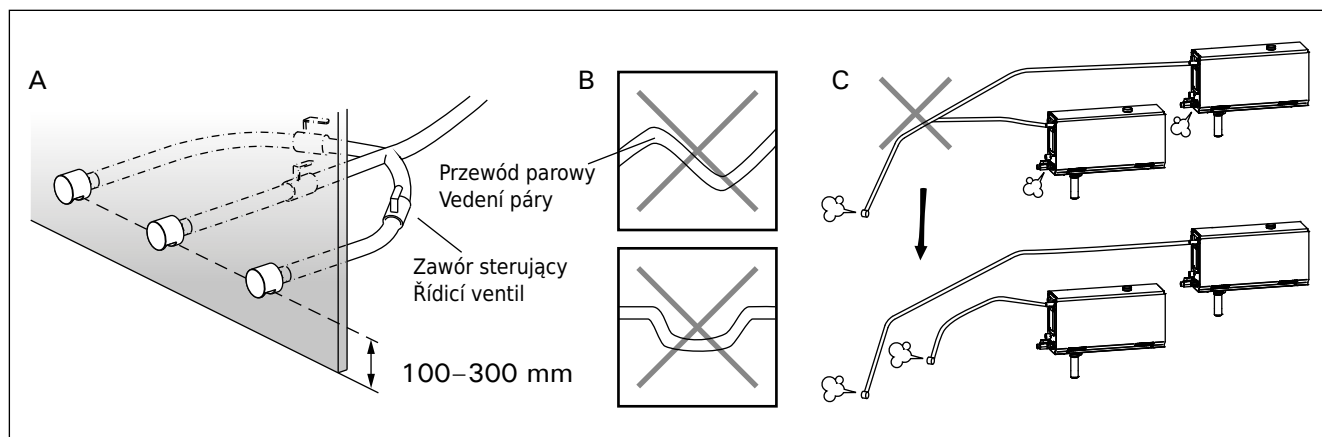 A
B
C
Przewód parowy
Vedení páry
Zawór sterujący
Řídicí ventil
100–300 mm